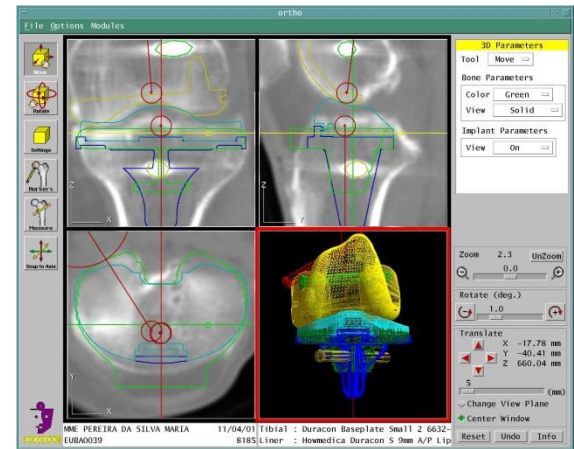 ortho
File Options Modules
Move
Rotate
Settings
Markers
Measure
Snap to Axis
ROBODOC
Z
X
Z
Y
Y
X
MME PEREIRA DA SILVA MARIA 11/04/01
EUBA0039 8185
Tibial : Duracon Baseplate Small 2 6632-
Liner : Howmedica Duracon S 9mm A/P Lip
3D Parameters
Tool Move
Bone Parameters
Color Green
View Solid
Implant Parameters
View On
Zoom 2.3 UnZoom
0.0
Rotate (deg.)
1.0
Translate
X -17.78 mm
Y -40.41 mm
Z 660.04 mm
5
(mm)
Change View Plane
Center Window
Reset Undo Info